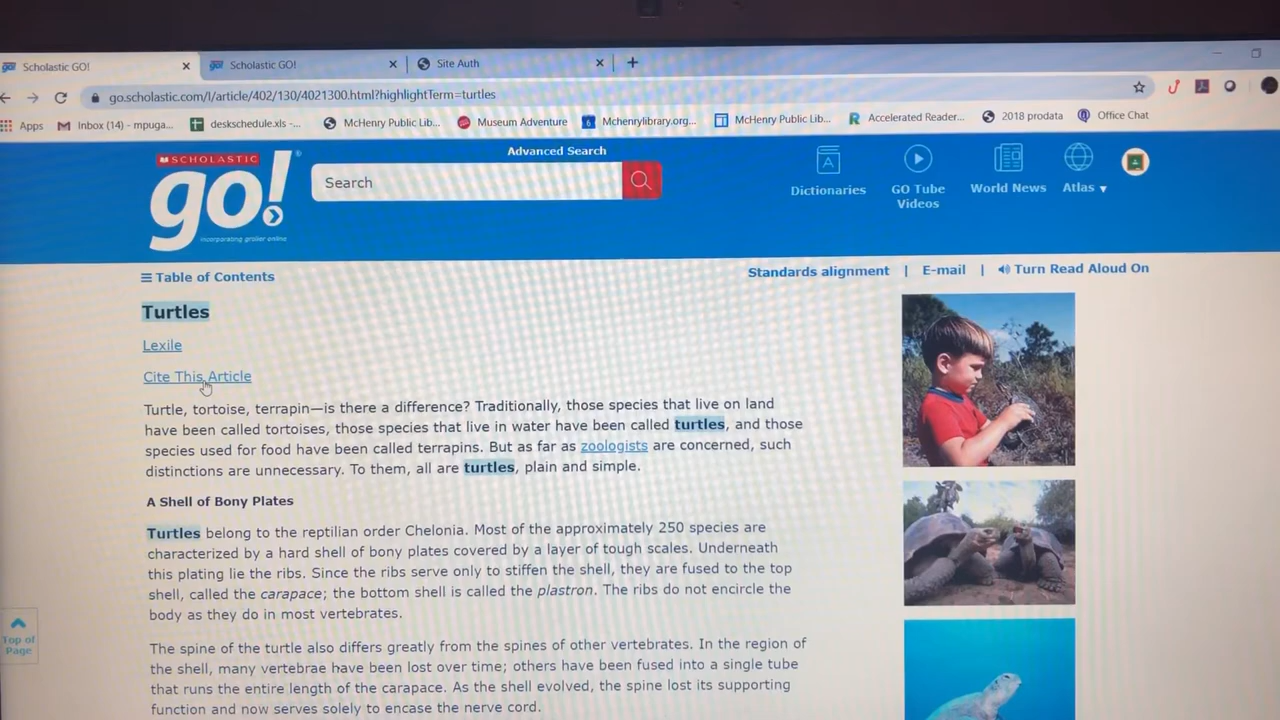 go! Scholastic GO!
go! Scholastic GO!
Site Auth
go.scholastic.com/l/article/402/130/4021300.html?highlightTerm=turtles
Apps
Inbox (14) - mpuga...
deskschedule.xls -...
McHenry Public Lib...
Museum Adventure
Mchenrylibrary.org...
McHenry Public Lib...
Accelerated Reader...
2018 prodata
Office Chat
SCHOLASTIC
go!
incorporating grolier online
Advanced Search
Search
Dictionaries
GO Tube
Videos
World News
Atlas ▼
Table of Contents
Standards alignment | E-mail | Turn Read Aloud On
Turtles
Lexile
Cite This Article
Turtle, tortoise, terrapin—is there a difference? Traditionally, those species that live on land
have been called tortoises, those species that live in water have been called turtles, and those
species used for food have been called terrapins. But as far as zoologists are concerned, such
distinctions are unnecessary. To them, all are turtles, plain and simple.
A Shell of Bony Plates
Turtles belong to the reptilian order Chelonia. Most of the approximately 250 species are
characterized by a hard shell of bony plates covered by a layer of tough scales. Underneath
this plating lie the ribs. Since the ribs serve only to stiffen the shell, they are fused to the top
shell, called the carapace; the bottom shell is called the plastron. The ribs do not encircle the
body as they do in most vertebrates.
The spine of the turtle also differs greatly from the spines of other vertebrates. In the region of
the shell, many vertebrae have been lost over time; others have been fused into a single tube
that runs the entire length of the carapace. As the shell evolved, the spine lost its supporting
function and now serves solely to encase the nerve cord.
Top of
Page